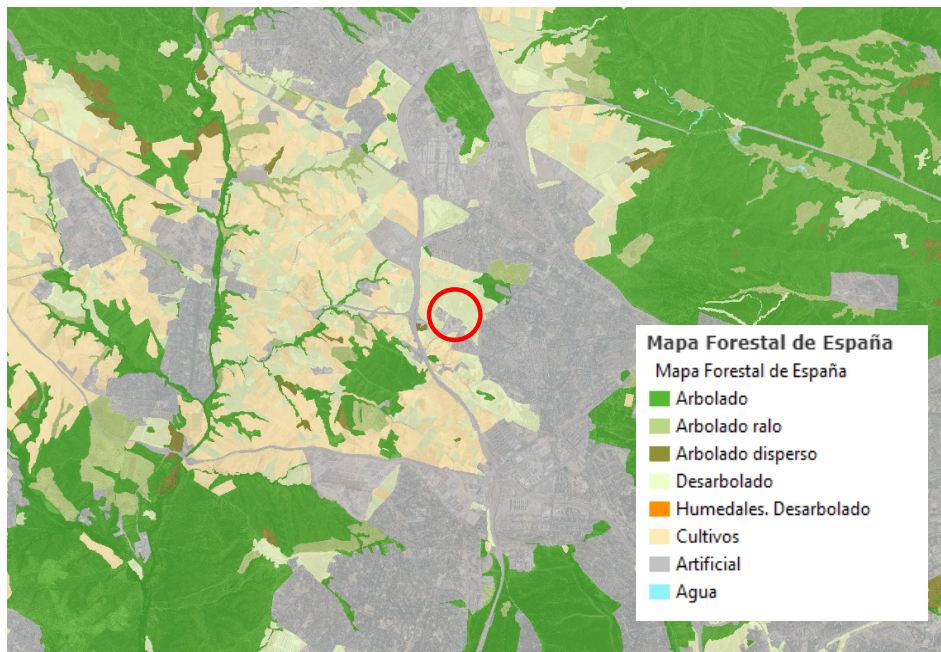 Mapa Forestal de España
Mapa Forestal de España
Arbolado
Arbolado ralo
Arbolado disperso
Desarbolado
Humedales. Desarbolado
Cultivos
Artificial
Agua